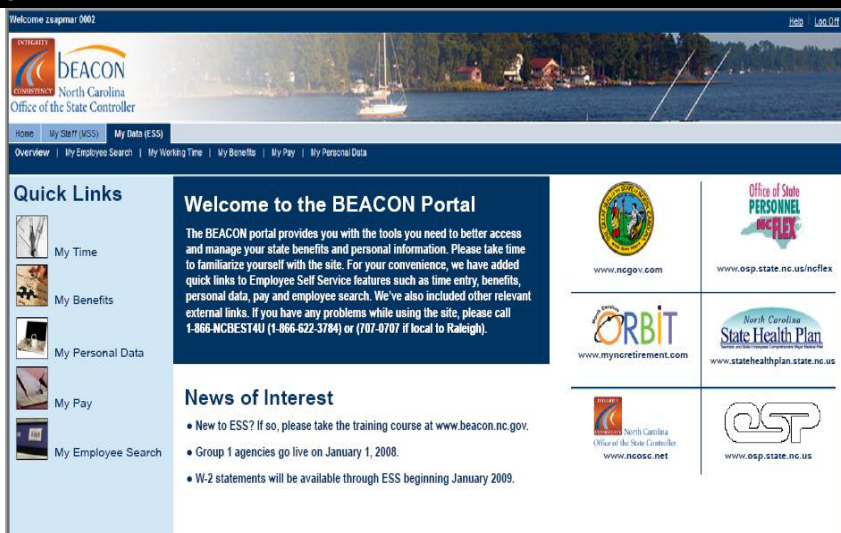 Welcome zsapmar 0002
Help | Log Off
INTEGRITY
BEACON
CONSISTENCY North Carolina
Office of the State Controller
Home My Staff (MSS) My Data (ESS)
Overview | My Employee Search | My Working Time | My Benefits | My Pay | My Personal Data
Quick Links
My Time
My Benefits
My Personal Data
My Pay
My Employee Search
Welcome to the BEACON Portal
The BEACON portal provides you with the tools you need to better access
and manage your state benefits and personal information. Please take time
to familiarize yourself with the site. For your convenience, we have added
quick links to Employee Self Service features such as time entry, benefits,
personal data, pay and employee search. We've also included other relevant
external links. If you have any problems while using the site, please call
1-866-NCBEST4U (1-866-622-3784) or (707-0707 if local to Raleigh).
News of Interest
• New to ESS? If so, please take the training course at www.beacon.nc.gov.
• Group 1 agencies go live on January 1, 2008.
• W-2 statements will be available through ESS beginning January 2009.
www.ncgov.com
Office of State
PERSONNEL
NCFLEX
www.osp.state.nc.us/ncflex
North Carolina
ORBIT
www.myncretirement.com
North Carolina
State Health Plan
www.statehealthplan.state.nc.us
INTEGRITY
CONSISTENCY North Carolina
Office of the State Controller
www.ncosc.net
OSP
www.osp.state.nc.us